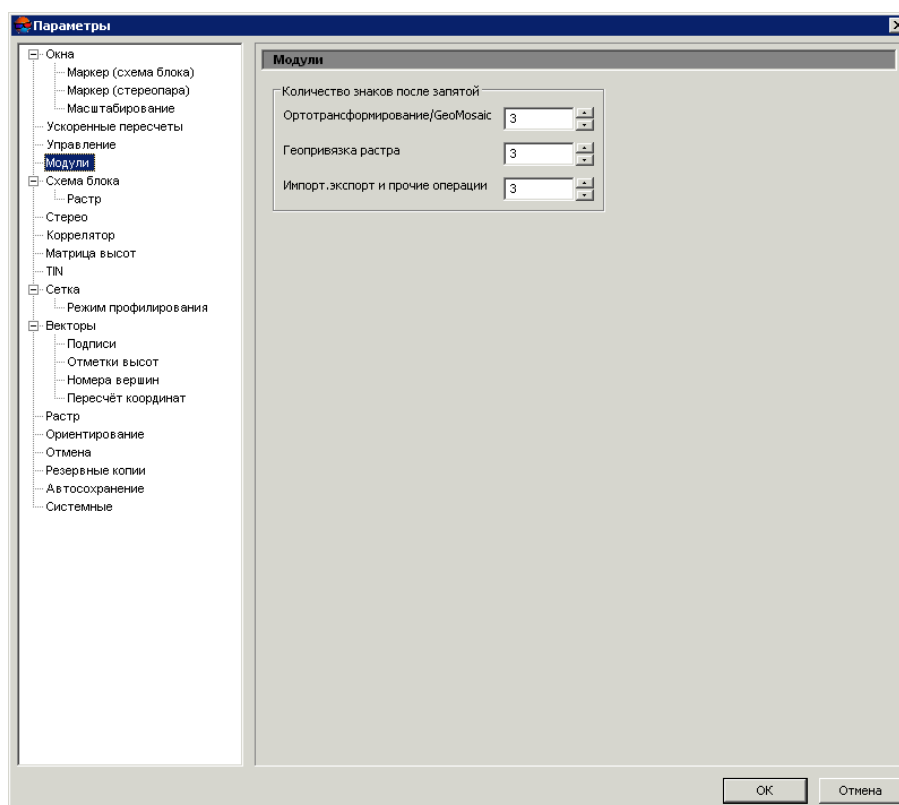 Параметры
Окна
Маркер (схема блока)
Маркер (стереопара)
Масштабирование
Ускоренные пересчеты
Управление
Модули
Схема блока
Растр
Стерео
Коррелятор
Матрица высот
TIN
Сетка
Режим профилирования
Векторы
Подписи
Отметки высот
Номера вершин
Пересчёт координат
Растр
Ориентирование
Отмена
Резервные копии
Автосохранение
Системные
Модули
Количество знаков после запятой
Ортотрансформирование/GeoMosaic 3
Геопривязка растра 3
Импорт.экспорт и прочие операции 3
OK Отмена